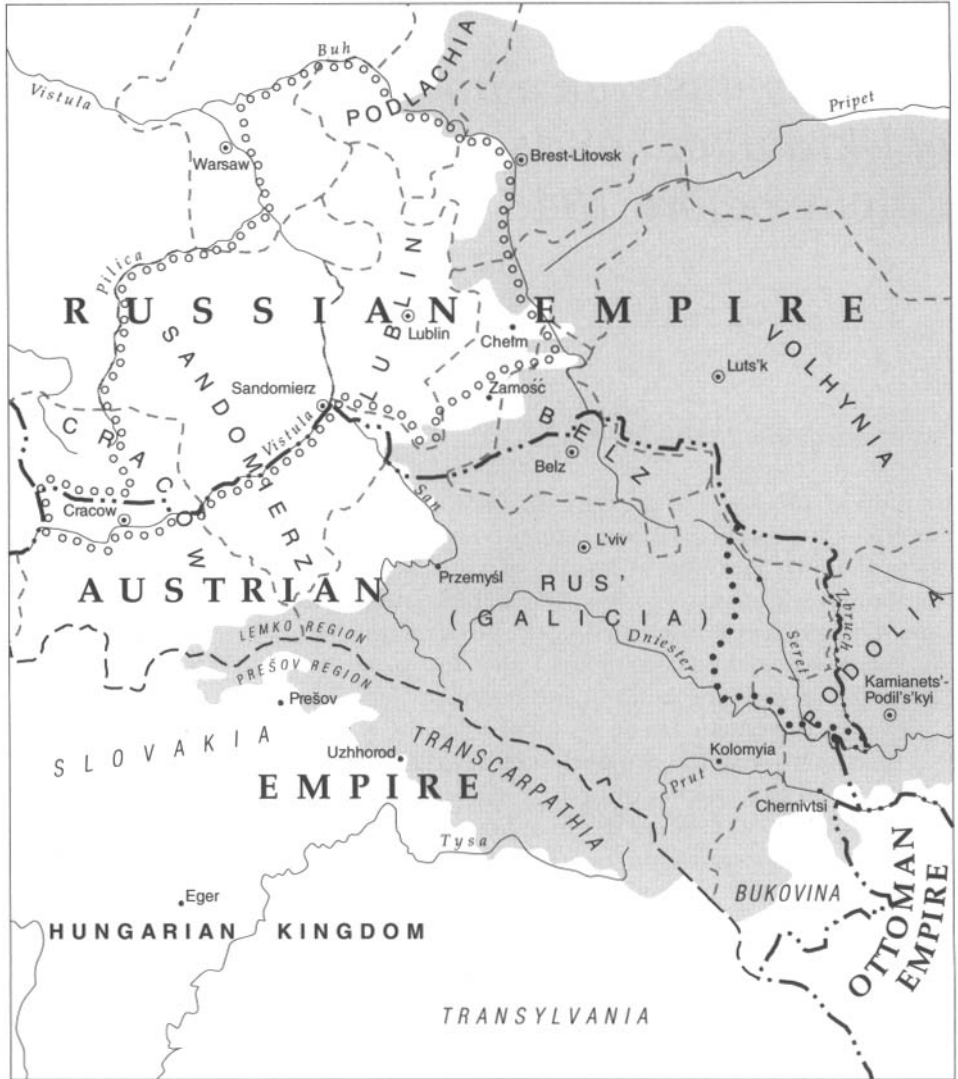 Buh
Vistula
PODLACHIA
Pripet
Warsaw
Brest-Litovsk
Pilica
RUSSIAN EMPIRE
SANDOMIERZ
LUBLIN
Lublin
Chełm
VOLHYNIA
Luts'k
Sandomierz
Zamość
CRACOW
Vistula
BELZ
Belz
Cracow
San
L'viv
Przemyśl
RUS'
(GALICIA)
AUSTRIAN
EMPIRE
Zbruch
PODOLIA
LEMKO REGION
Dniester
Seret
PREŠOV REGION
Kamianets'-
Podil's'kyi
Prešov
SLOVAKIA
Uzhhorod
TRANSCARPATHIA
Kolomyia
Prut
Chernivtsi
Tysa
OTTOMAN
EMPIRE
Eger
BUKOVINA
HUNGARIAN KINGDOM
TRANSYLVANIA